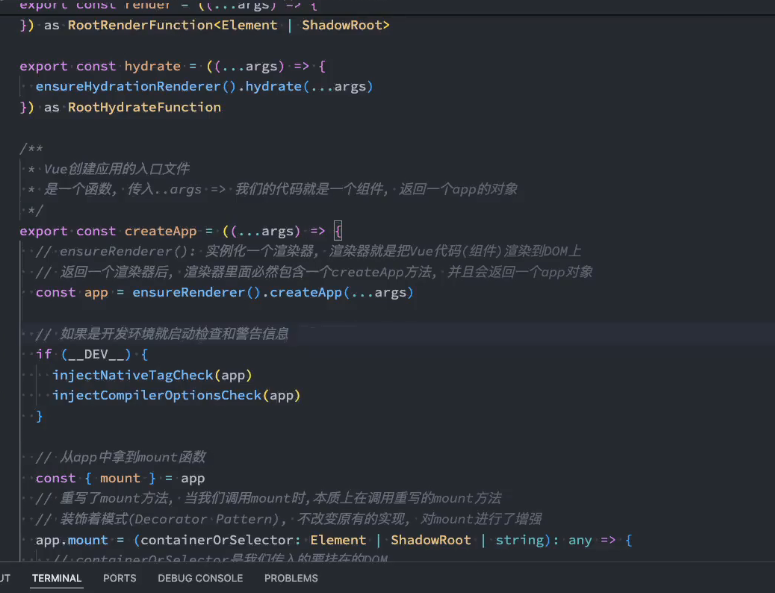 export const render = ((...args) => {
}) as RootRenderFunction<Element | ShadowRoot>
export const hydrate = ((...args) => {
ensureHydrationRenderer().hydrate(...args)
}) as RootHydrateFunction
/**
* Vue创建应用的入口文件
* 是一个函数, 传入..args => 我们的代码就是一个组件, 返回一个app的对象
*/
export const createApp = ((...args) => {
// ensureRenderer(): 实例化一个渲染器, 渲染器就是把Vue代码(组件)渲染到DOM上
// 返回一个渲染器后, 渲染器里面必然包含一个createApp方法, 并且会返回一个app对象
const app = ensureRenderer().createApp(...args)
// 如果是开发环境就启动检查和警告信息
if (__DEV__) {
injectNativeTagCheck(app)
injectCompilerOptionsCheck(app)
}
// 从app中拿到mount函数
const { mount } = app
// 重写了mount方法, 当我们调用mount时,本质上在调用重写的mount方法
// 装饰着模式(Decorator Pattern), 不改变原有的实现, 对mount进行了增强
app.mount = (containerOrSelector: Element | ShadowRoot | string): any => {
// containerOrSelector是我们传入的要挂在的DOM
UT TERMINAL PORTS DEBUG CONSOLE PROBLEMS